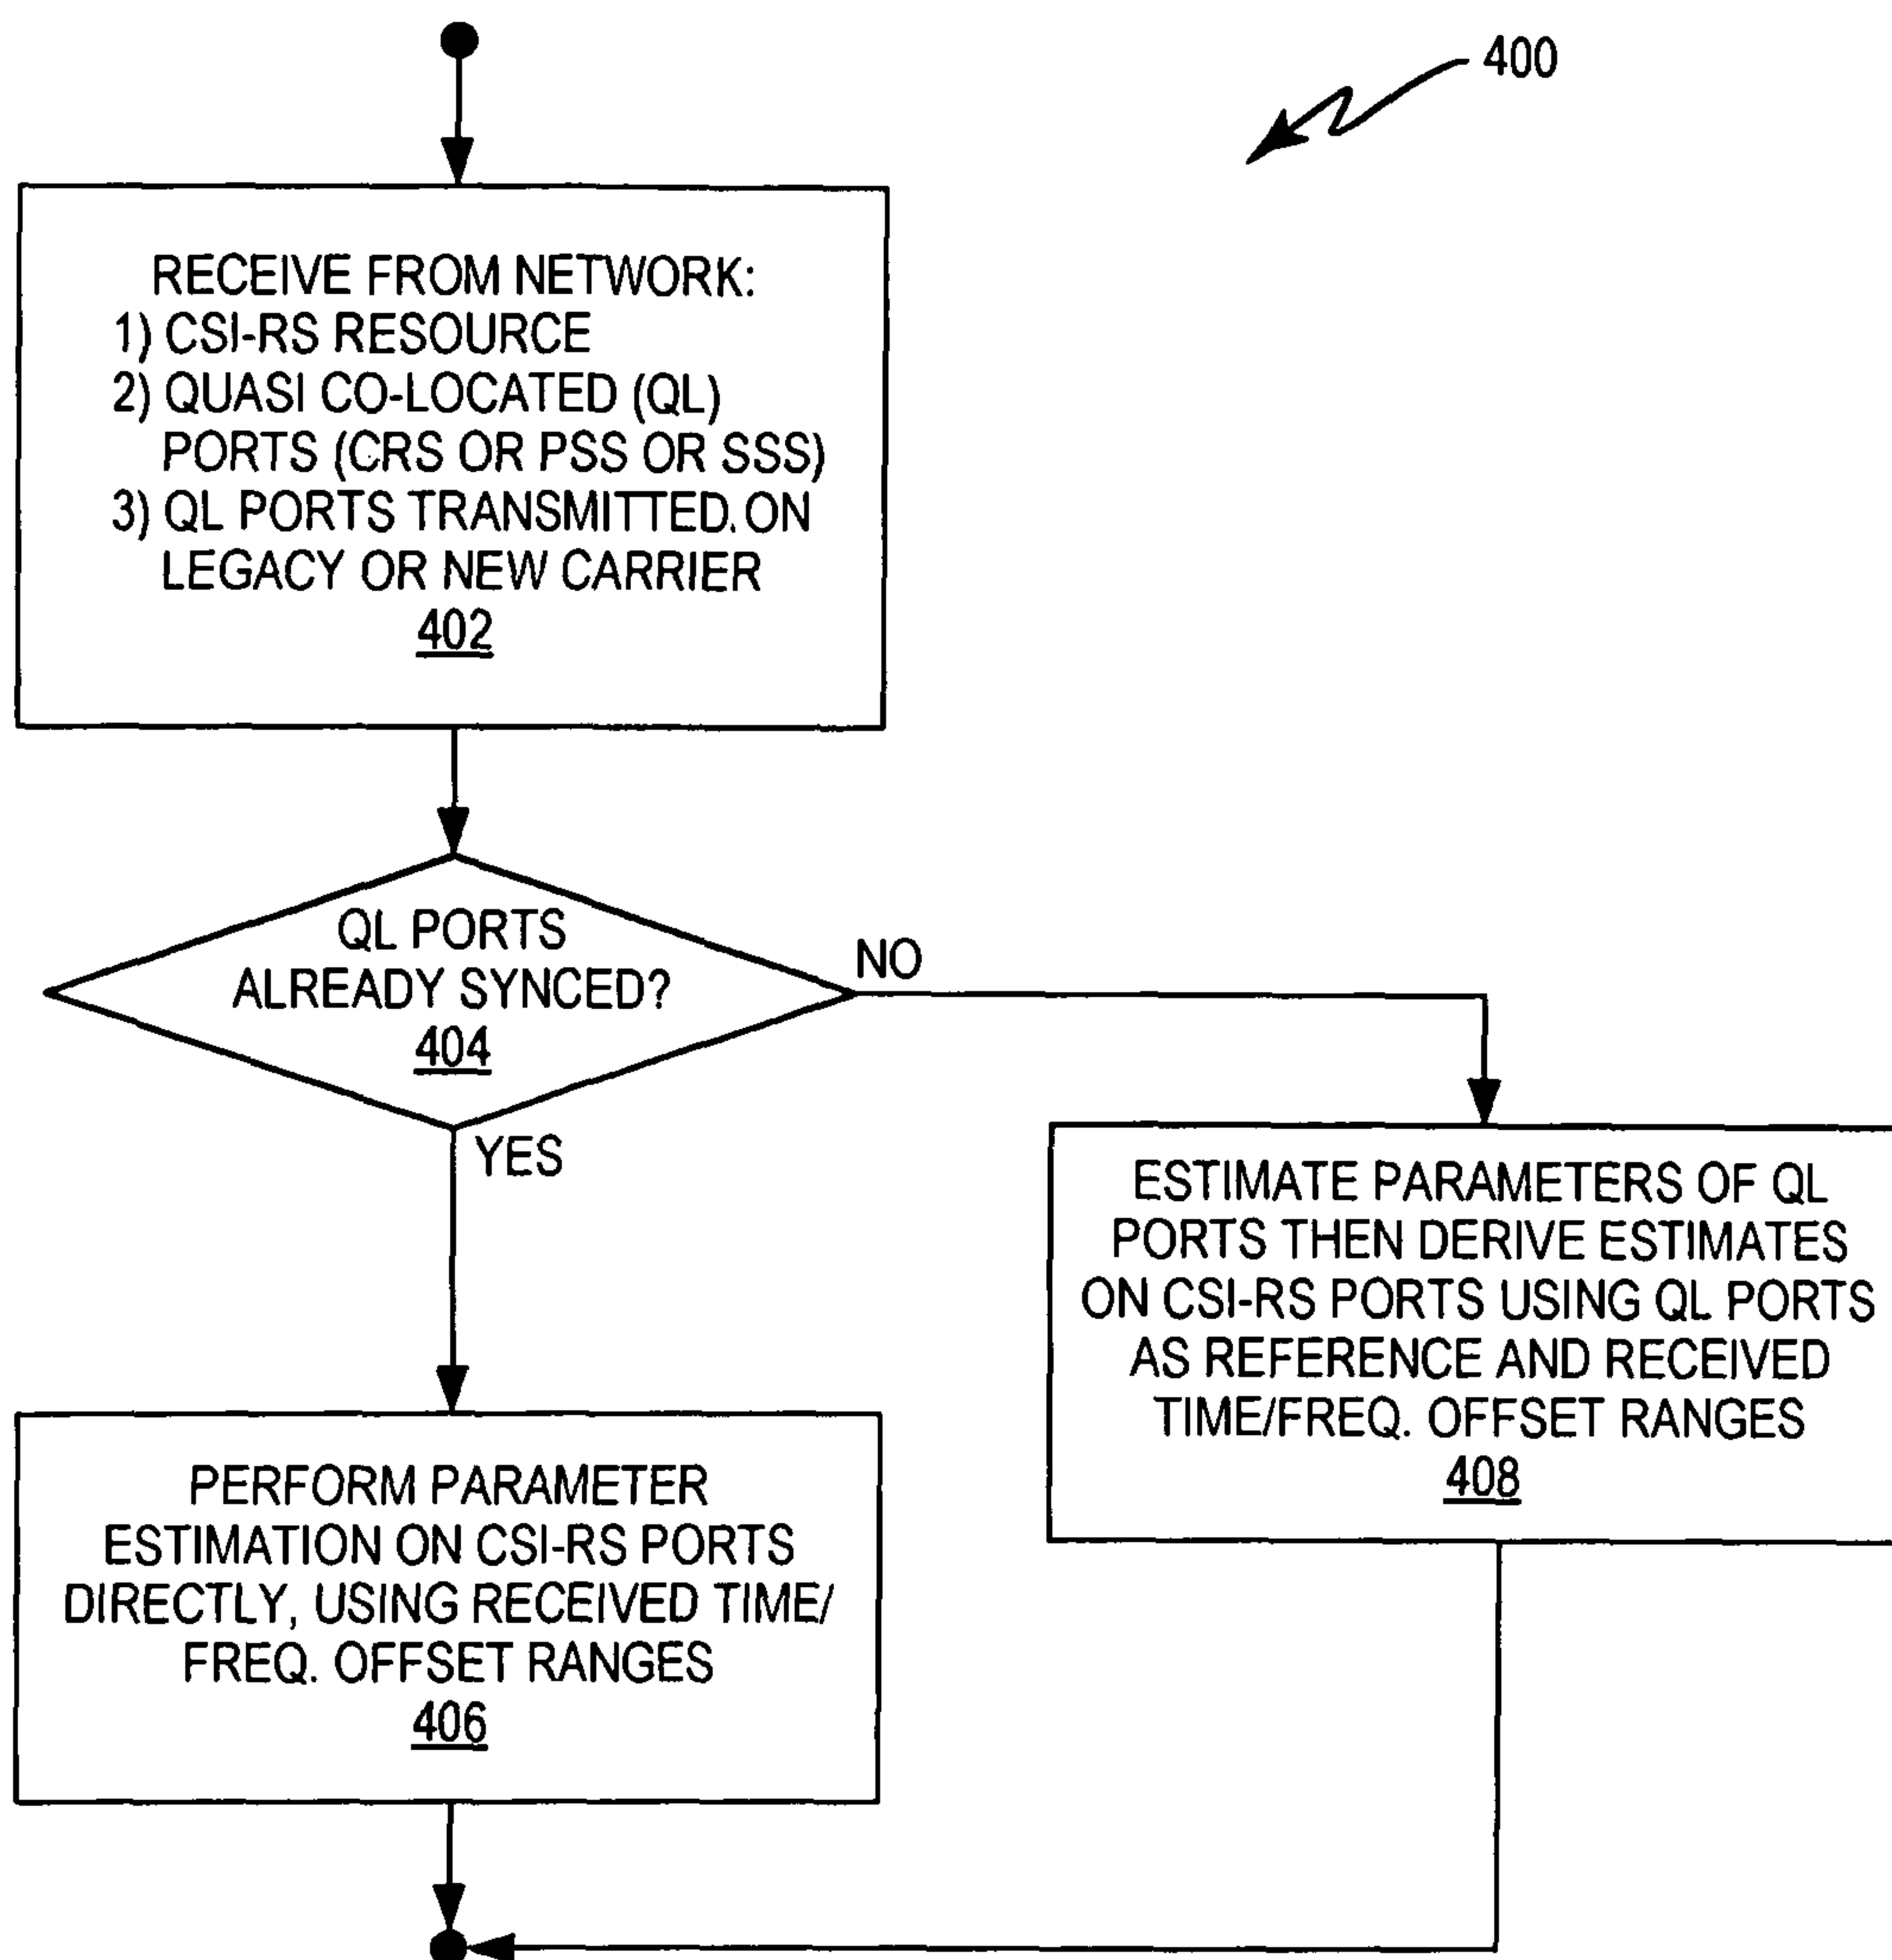 400
RECEIVE FROM NETWORK:
1) CSI-RS RESOURCE
2) QUASI CO-LOCATED (QL)
PORTS (CRS OR PSS OR SSS)
3) QL PORTS TRANSMITTED ON
LEGACY OR NEW CARRIER
402
QL PORTS
ALREADY SYNCED?
404
NO
YES
ESTIMATE PARAMETERS OF QL
PORTS THEN DERIVE ESTIMATES
ON CSI-RS PORTS USING QL PORTS
AS REFERENCE AND RECEIVED
TIME/FREQ. OFFSET RANGES
408
PERFORM PARAMETER
ESTIMATION ON CSI-RS PORTS
DIRECTLY, USING RECEIVED TIME/
FREQ. OFFSET RANGES
406